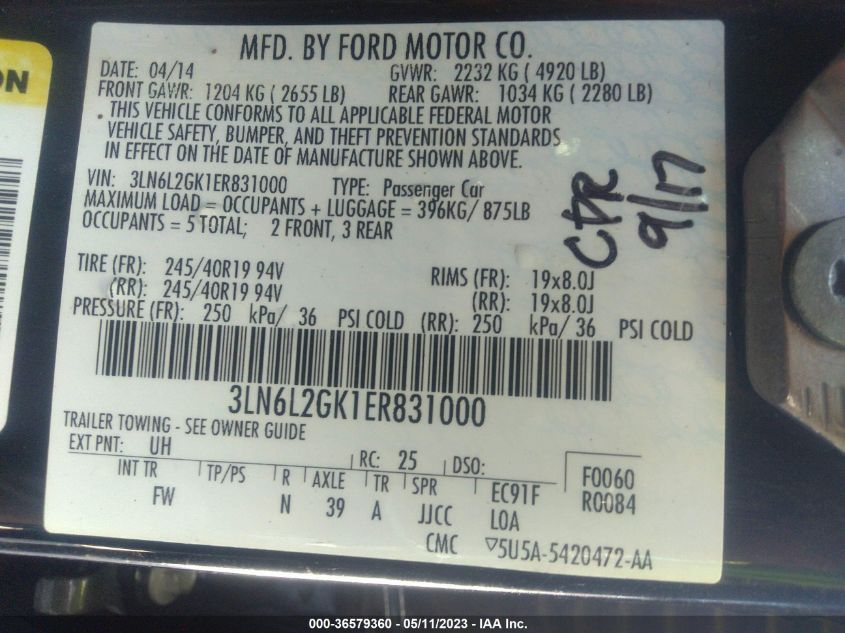 ON
MFD. BY FORD MOTOR CO.
DATE: 04/14 GVWR: 2232 KG ( 4920 LB)
FRONT GAWR: 1204 KG ( 2655 LB) REAR GAWR: 1034 KG ( 2280 LB)
THIS VEHICLE CONFORMS TO ALL APPLICABLE FEDERAL MOTOR
VEHICLE SAFETY, BUMPER, AND THEFT PREVENTION STANDARDS
IN EFFECT ON THE DATE OF MANUFACTURE SHOWN ABOVE.
VIN: 3LN6L2GK1ER831000 TYPE: Passenger Car
MAXIMUM LOAD = OCCUPANTS + LUGGAGE = 396KG/ 875LB
OCCUPANTS = 5 TOTAL; 2 FRONT, 3 REAR
CDR
9/17
TIRE (FR): 245/40R19 94V RIMS (FR): 19x8.0J
(RR): 245/40R19 94V (RR): 19x8.0J
PRESSURE (FR): 250 kPa/ 36 PSI COLD (RR): 250 kPa/ 36 PSI COLD
3LN6L2GK1ER831000
TRAILER TOWING - SEE OWNER GUIDE
EXT PNT: UH RC: 25 DSO: F0060
INT TR TP/PS R AXLE TR SPR EC91F R0084
FW N 39 A JJCC LOA
CMC ▽5U5A-5420472-AA
000-36579360 - 05/11/2023 - IAA Inc.